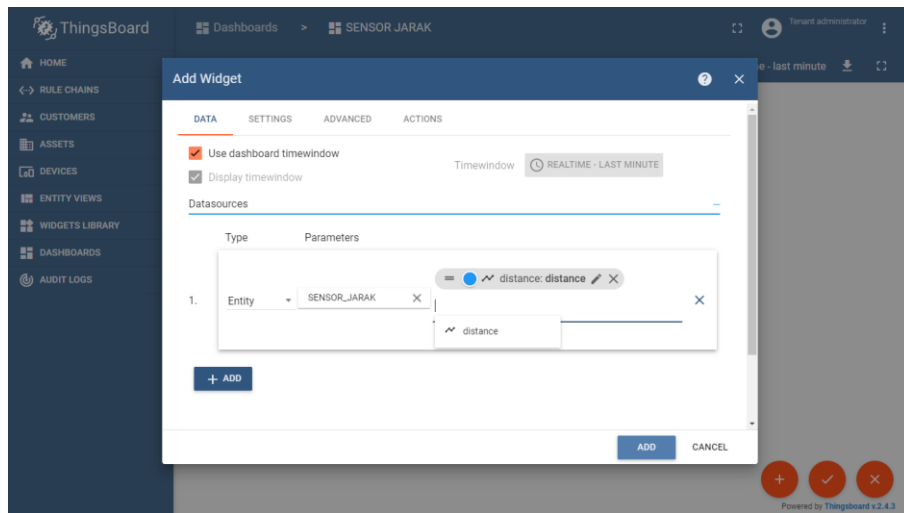 ThingsBoard
Dashboards > SENSOR JARAK
Tenant administrator
HOME
RULE CHAINS
CUSTOMERS
ASSETS
DEVICES
ENTITY VIEWS
WIDGETS LIBRARY
DASHBOARDS
AUDIT LOGS
e - last minute
Add Widget
DATA SETTINGS ADVANCED ACTIONS
Use dashboard timewindow
Display timewindow
Timewindow REALTIME - LAST MINUTE
Datasources
Type Parameters
distance: distance
1. Entity SENSOR_JARAK
distance
+ ADD
ADD CANCEL
Powered by Thingsboard v.2.4.3